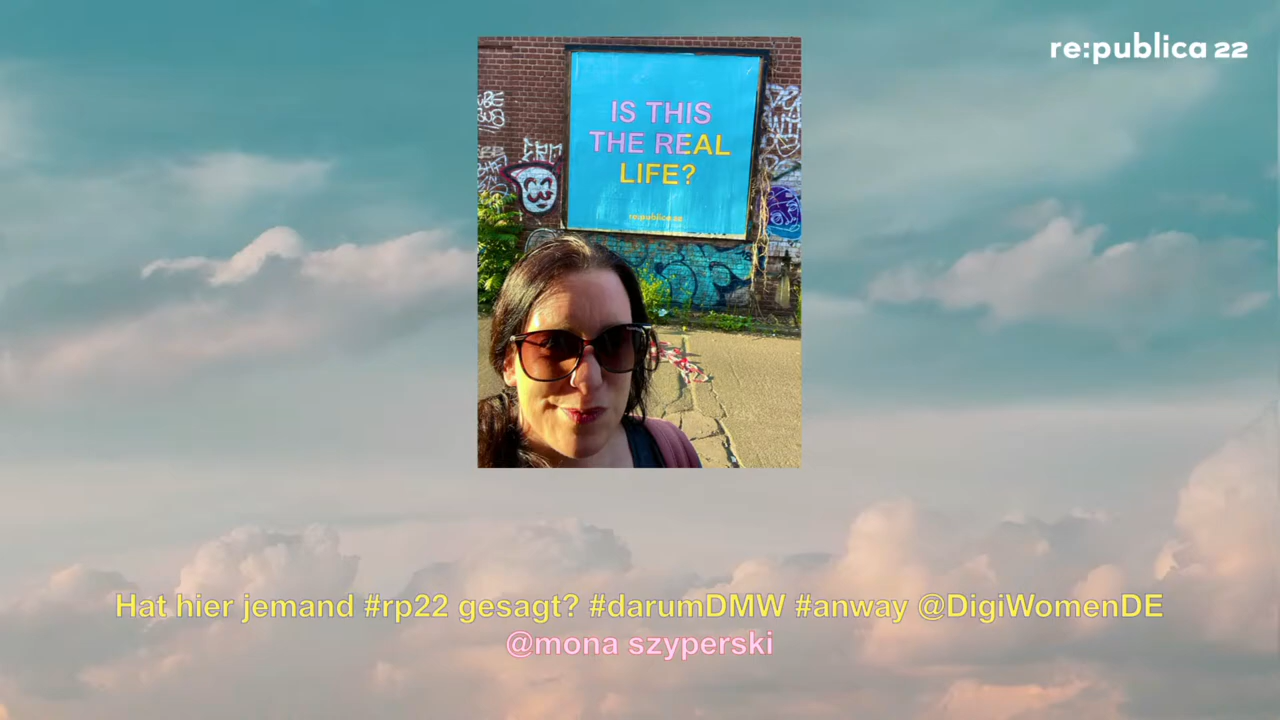 re:publica 22
IS THIS
THE REAL
LIFE?
re:publica 22
Hat hier jemand #rp22 gesagt? #darumDMW #anway @DigiWomenDE
@mona szyperski